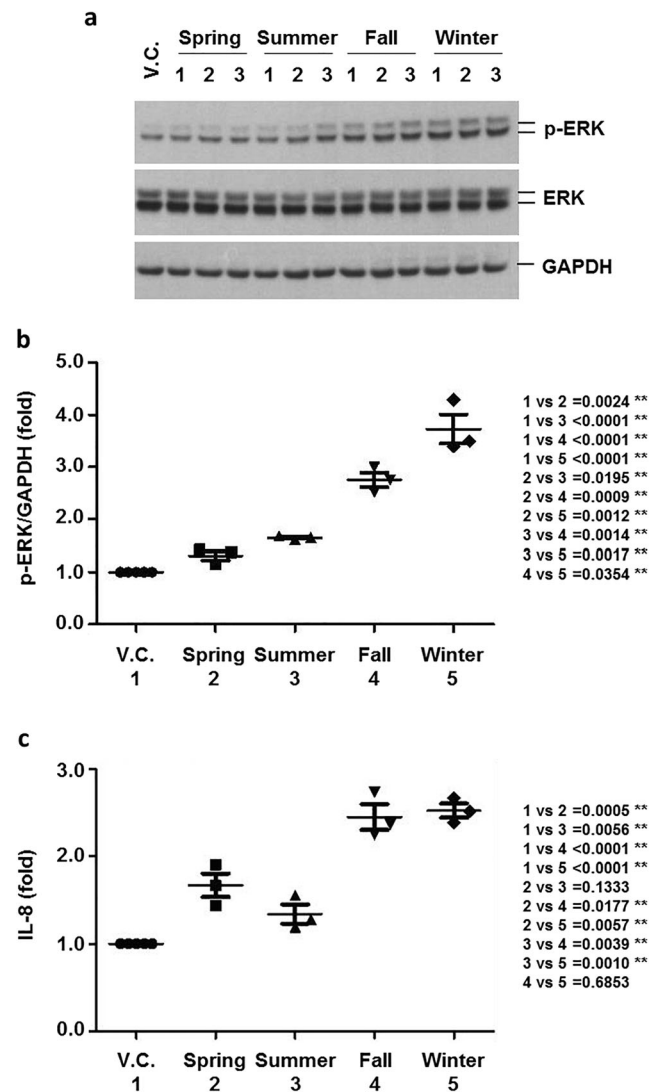 a
V.C. Spring Summer Fall Winter
1 2 3 1 2 3 1 2 3 1 2 3
p-ERK
ERK
GAPDH
b
p-ERK/GAPDH (fold)
5.0
4.0
3.0
2.0
1.0
0.0
V.C. Spring Summer Fall Winter
1 2 3 4 5
1 vs 2 =0.0024 **
1 vs 3 <0.0001 **
1 vs 4 <0.0001 **
1 vs 5 <0.0001 **
2 vs 3 =0.0195 **
2 vs 4 =0.0009 **
2 vs 5 =0.0012 **
3 vs 4 =0.0014 **
3 vs 5 =0.0017 **
4 vs 5 =0.0354 **
c
IL-8 (fold)
3.0
2.0
1.0
0.0
V.C. Spring Summer Fall Winter
1 2 3 4 5
1 vs 2 =0.0005 **
1 vs 3 =0.0056 **
1 vs 4 <0.0001 **
1 vs 5 <0.0001 **
2 vs 3 =0.1333
2 vs 4 =0.0177 **
2 vs 5 =0.0057 **
3 vs 4 =0.0039 **
3 vs 5 =0.0010 **
4 vs 5 =0.6853